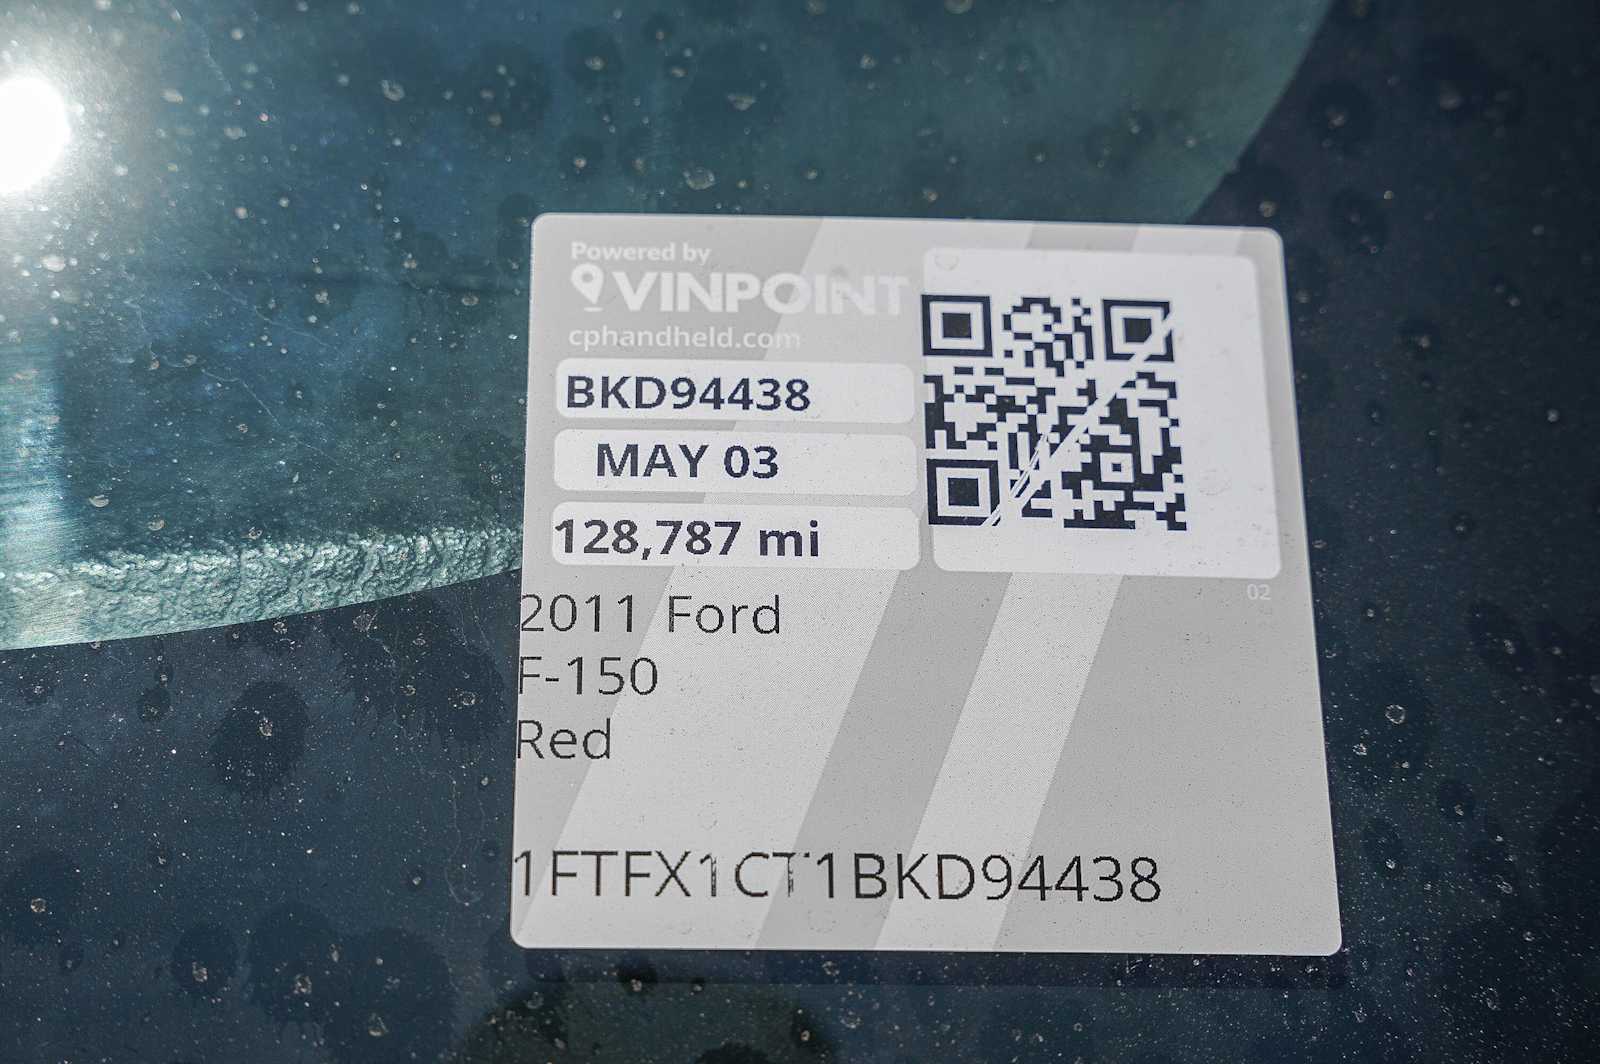 Powered by
VINPOINT
cphandheld.com
BKD94438
MAY 03
128,787 mi
02
2011 Ford
F-150
Red
1FTFX1CT1BKD94438